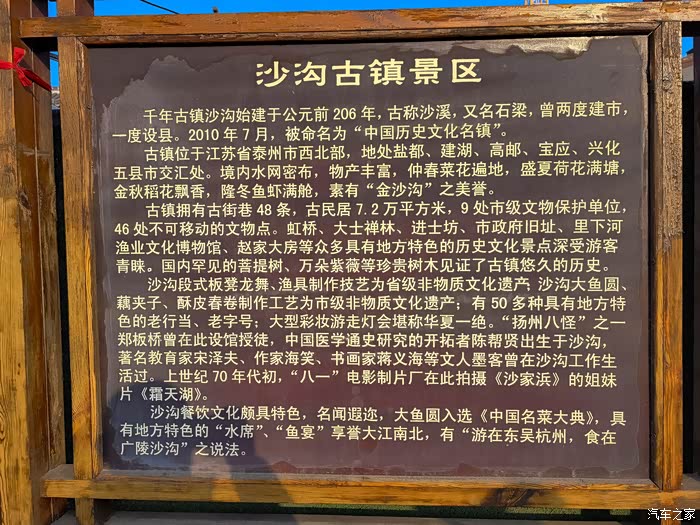 沙沟古镇景区
千年古镇沙沟始建于公元前206年，古称沙溪，又名石梁，曾两度建市，
一度设县。2010年7月，被命名为“中国历史文化名镇”。
古镇位于江苏省泰州市西北部，地处盐都、建湖、高邮、宝应、兴化
五县市交汇处。境内水网密布，物产丰富，仲春菜花遍地，盛夏荷花满塘，
金秋稻花飘香，隆冬鱼虾满舱，素有“金沙沟”之美誉。
古镇拥有古街巷48条，古民居7.2万平方米，9处市级文物保护单位，
46处不可移动的文物点。虹桥、大士禅林、进士坊、市政府旧址、里下河
渔业文化博物馆、赵家大房等众多具有地方特色的历史文化景点深受游客
青睐。国内罕见的菩提树、万朵紫薇等珍贵树木见证了古镇悠久的历史。
沙沟段式板凳龙舞、渔具制作技艺为省级非物质文化遗产 沙沟大鱼圆、
藕夹子、酥皮春卷制作工艺为市级非物质文化遗产；有50多种具有地方特
色的老行当、老字号；大型彩妆游走灯会堪称华夏一绝。“扬州八怪”之一
郑板桥曾在此设馆授徒，中国医学通史研究的开拓者陈帮贤出生于沙沟，
著名教育家宋泽夫、作家海笑、书画家蒋义海等文人墨客曾在沙沟工作生
活过。上世纪70年代初，“八一”电影制片厂在此拍摄《沙家浜》的姐妹
片《霜天湖》。
沙沟餐饮文化颇具特色，名闻遐迩，大鱼圆入选《中国名菜大典》，具
有地方特色的“水席”、“鱼宴”享誉大江南北，有“游在东吴杭州，食在
广陵沙沟”之说法。
汽车之家